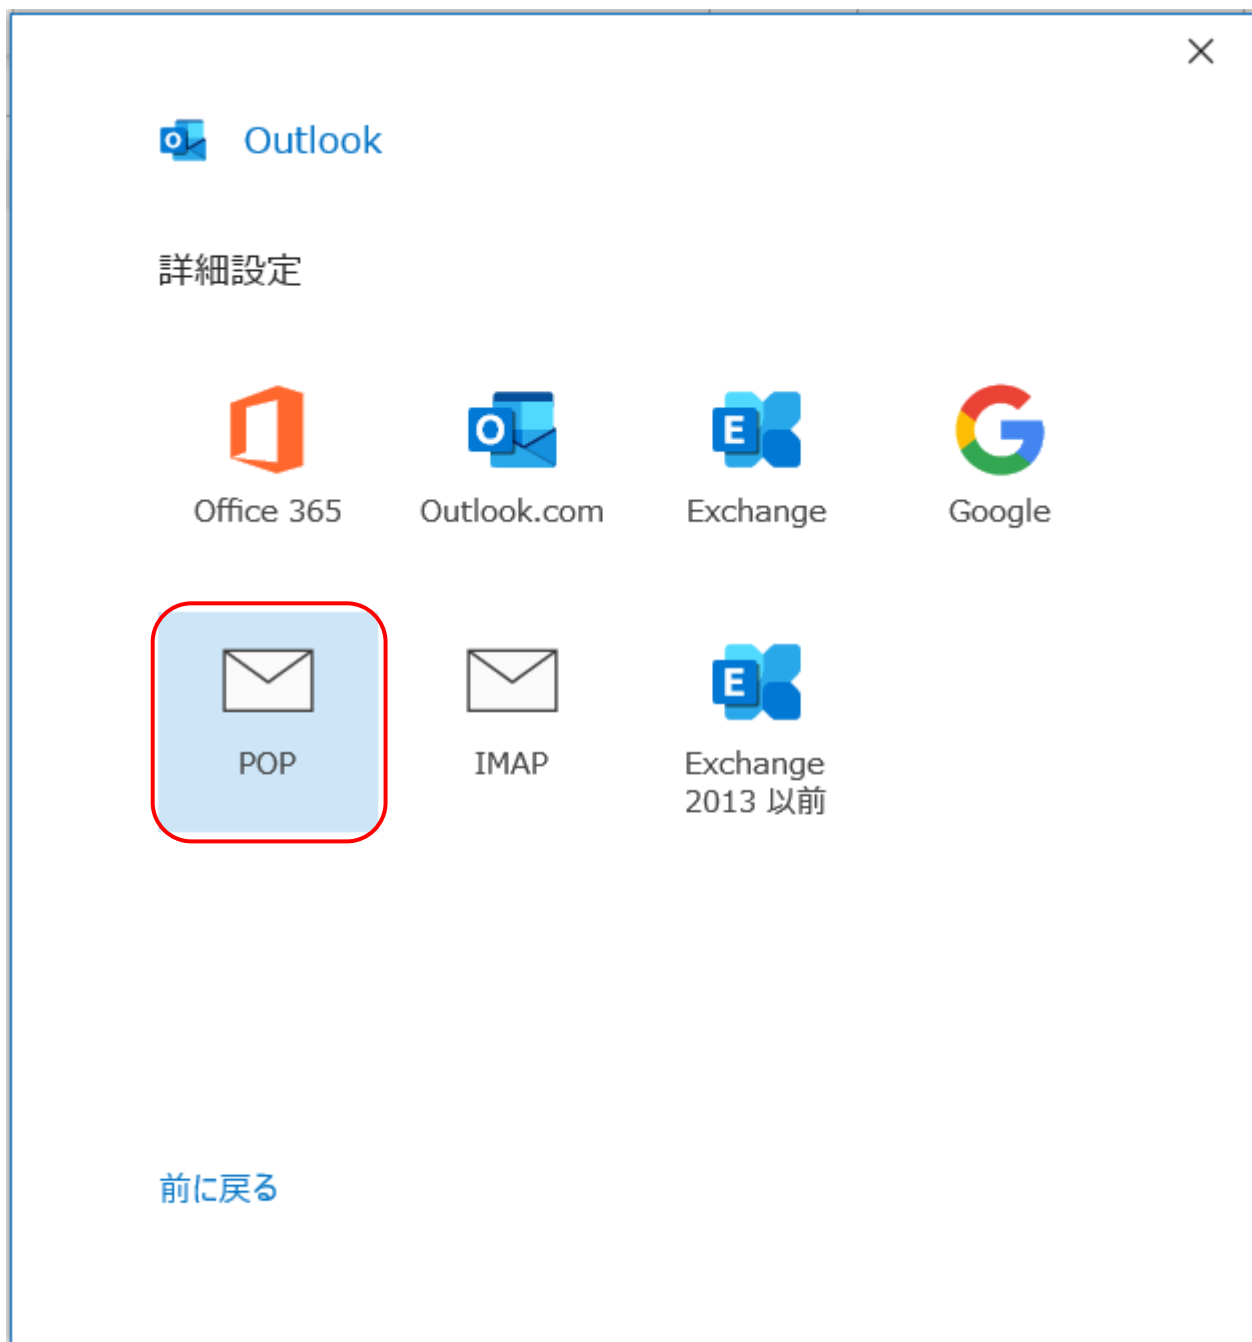 Outlook
詳細設定
Office 365
Outlook.com
Exchange
Google
POP
IMAP
Exchange
2013 以前
前に戻る